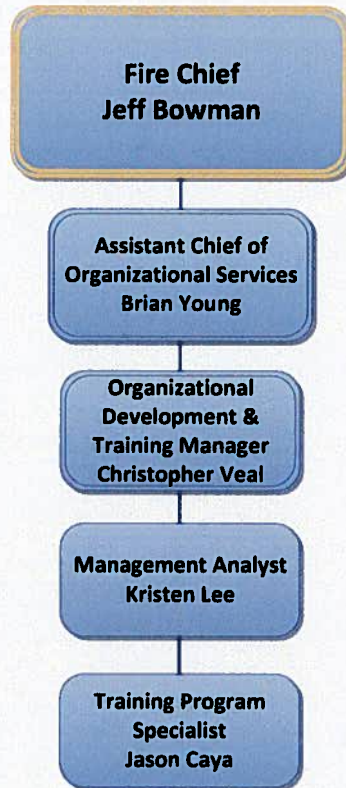 Fire Chief
Jeff Bowman
Assistant Chief of
Organizational Services
Brian Young
Organizational
Development &
Training Manager
Christopher Veal
Management Analyst
Kristen Lee
Training Program
Specialist
Jason Caya